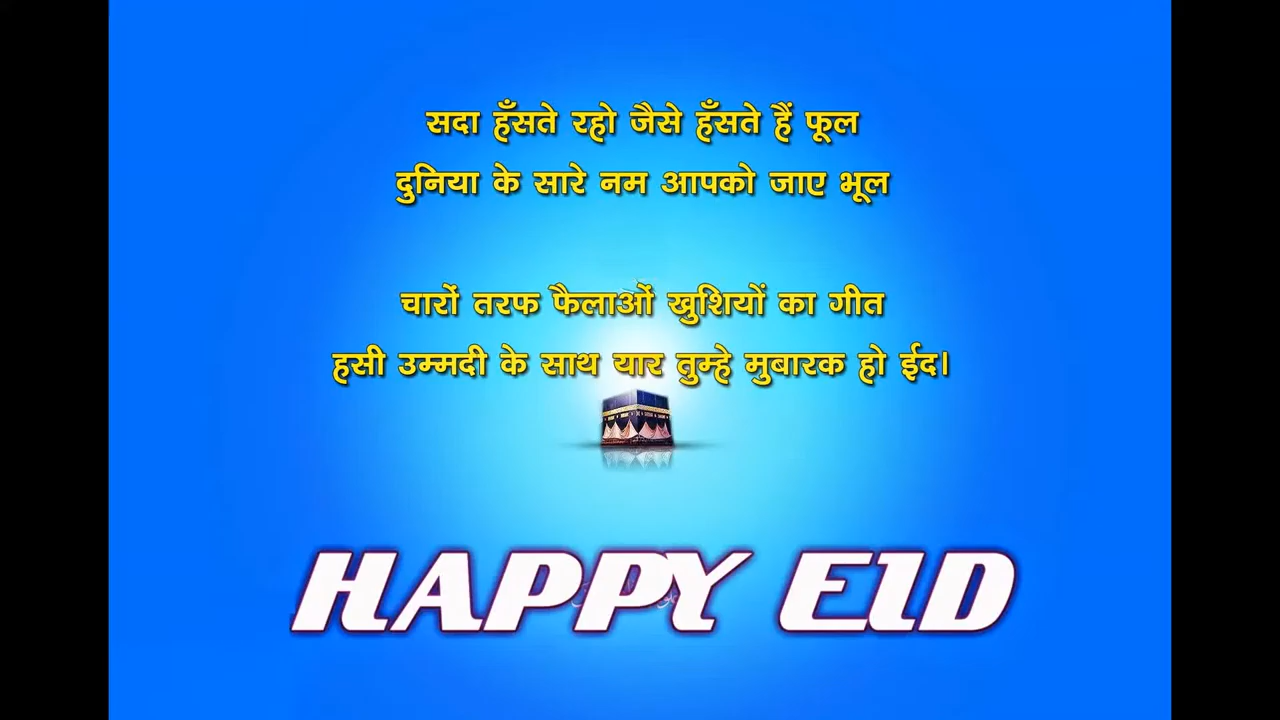 सदा हँसते रहो जैसे हँसते हैं फूल
दुनिया के सारे नम आपको जाए भूल
चारों तरफ फैलाओं खुशियों का गीत
हसी उम्मदी के साथ यार तुम्हे मुबारक हो ईद।
HAPPY EID